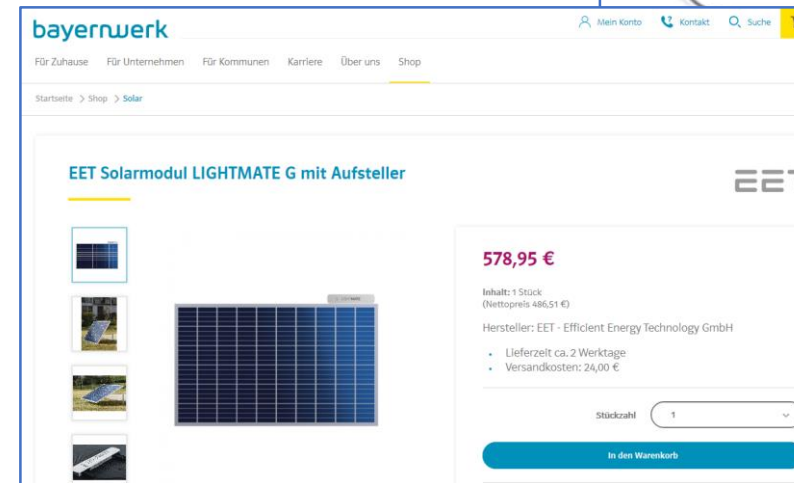 bayernwerk
Mein Konto Kontakt Suche
Für Zuhause Für Unternehmen Für Kommunen Karriere Über uns Shop
Startseite > Shop > Solar
EET Solarmodul LIGHTMATE G mit Aufsteller
EET
578,95 €
Inhalt: 1 Stück
(Nettopreis 486,51 €)
Hersteller: EET - Efficient Energy Technology GmbH
Lieferzeit ca. 2 Werktage
Versandkosten: 24,00 €
Stückzahl 1
In den Warenkorb